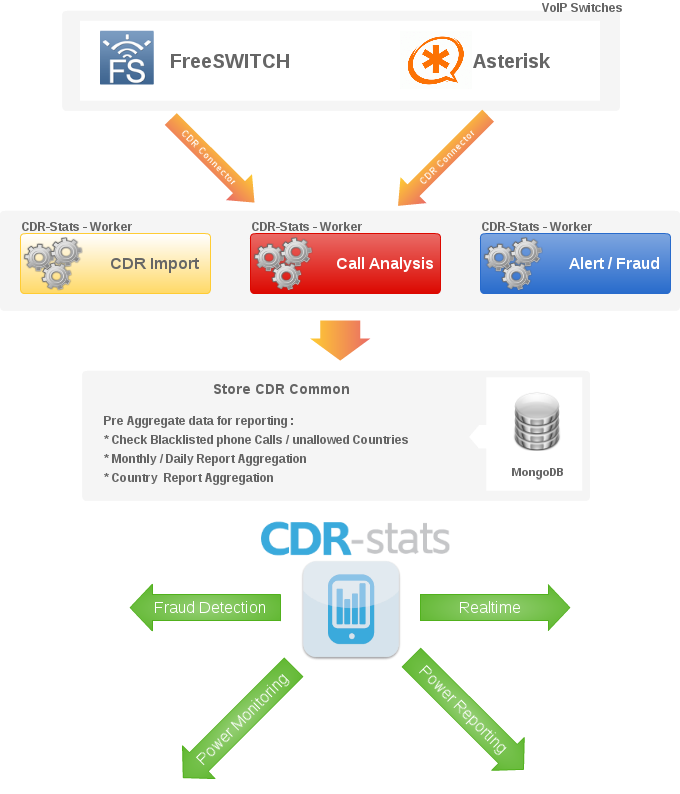 VoIP Switches
FS
FreeSWITCH
Asterisk
CDR Connector
CDR Connector
CDR-Stats - Worker
CDR Import
CDR-Stats - Worker
Call Analysis
CDR-Stats - Worker
Alert / Fraud
Store CDR Common
Pre Aggregate data for reporting :
* Check Blacklisted phone Calls / unallowed Countries
* Monthly / Daily Report Aggregation
* Country Report Aggregation
MongoDB
CDR-stats
Fraud Detection
Realtime
Power Monitoring
Power Reporting